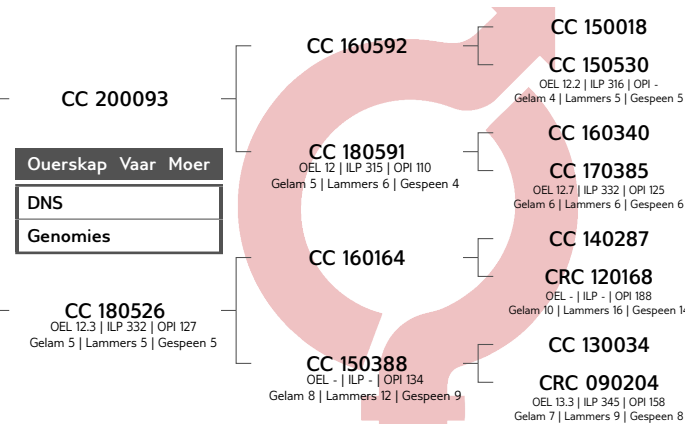 CC 200093
Ouerskap Vaar Moer
DNS
Genomies
CC 180526
OEL 12.3 | ILP 332 | OPI 127
Gelam 5 | Lammers 5 | Gespeen 5
CC 160592
CC 180591
OEL 12 | ILP 315 | OPI 110
Gelam 5 | Lammers 6 | Gespeen 4
CC 160164
CC 150388
OEL - | ILP - | OPI 134
Gelam 8 | Lammers 12 | Gespeen 9
CC 150018
CC 150530
OEL 12.2 | ILP 316 | OPI -
Gelam 4 | Lammers 5 | Gespeen 5
CC 160340
CC 170385
OEL 12.7 | ILP 332 | OPI 125
Gelam 6 | Lammers 6 | Gespeen 6
CC 140287
CRC 120168
OEL - | ILP - | OPI 188
Gelam 10 | Lammers 16 | Gespeen 14
CC 130034
CRC 090204
OEL 13.3 | ILP 345 | OPI 158
Gelam 7 | Lammers 9 | Gespeen 8